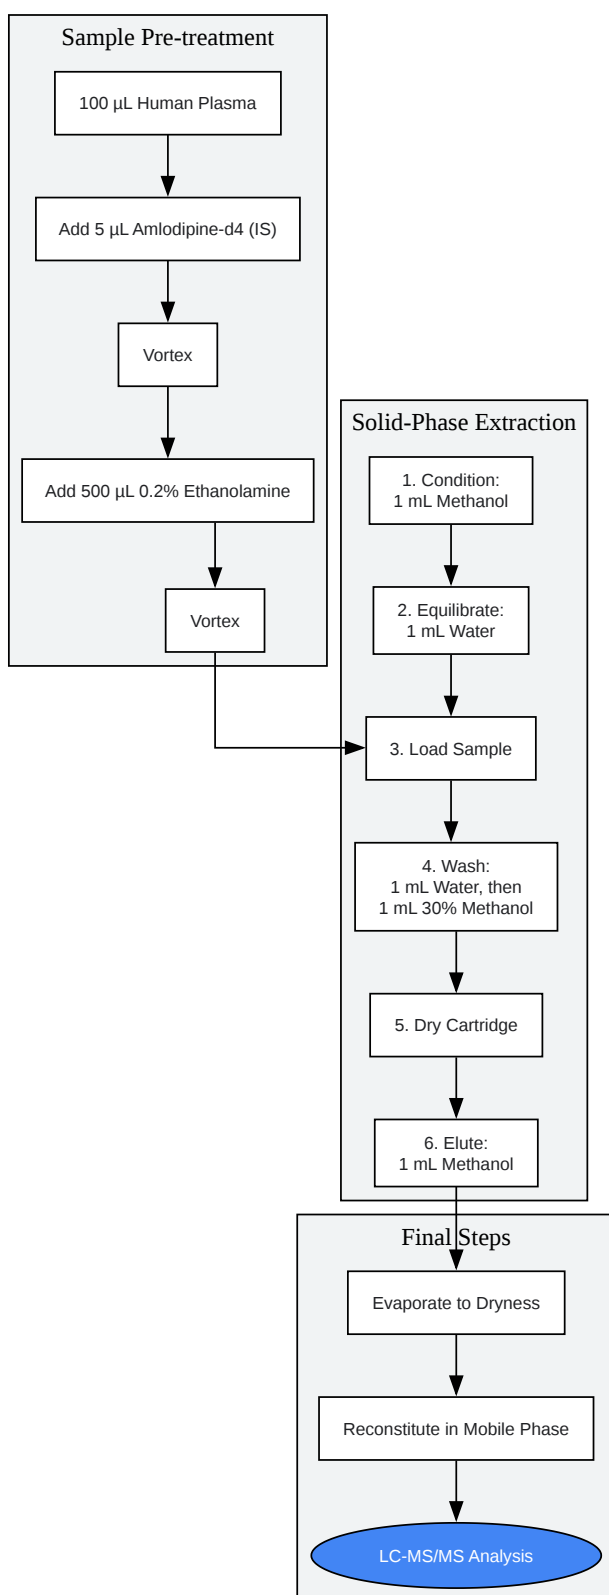 Sample Pre-treatment
100 µL Human Plasma
Add 5 µL Amlodipine-d4 (IS)
Vortex
Add 500 µL 0.2% Ethanolamine
Vortex
Solid-Phase Extraction
1. Condition:
1 mL Methanol
2. Equilibrate:
1 mL Water
3. Load Sample
4. Wash:
1 mL Water, then
1 mL 30% Methanol
5. Dry Cartridge
6. Elute:
1 mL Methanol
Final Steps
Evaporate to Dryness
Reconstitute in Mobile Phase
LC-MS/MS Analysis